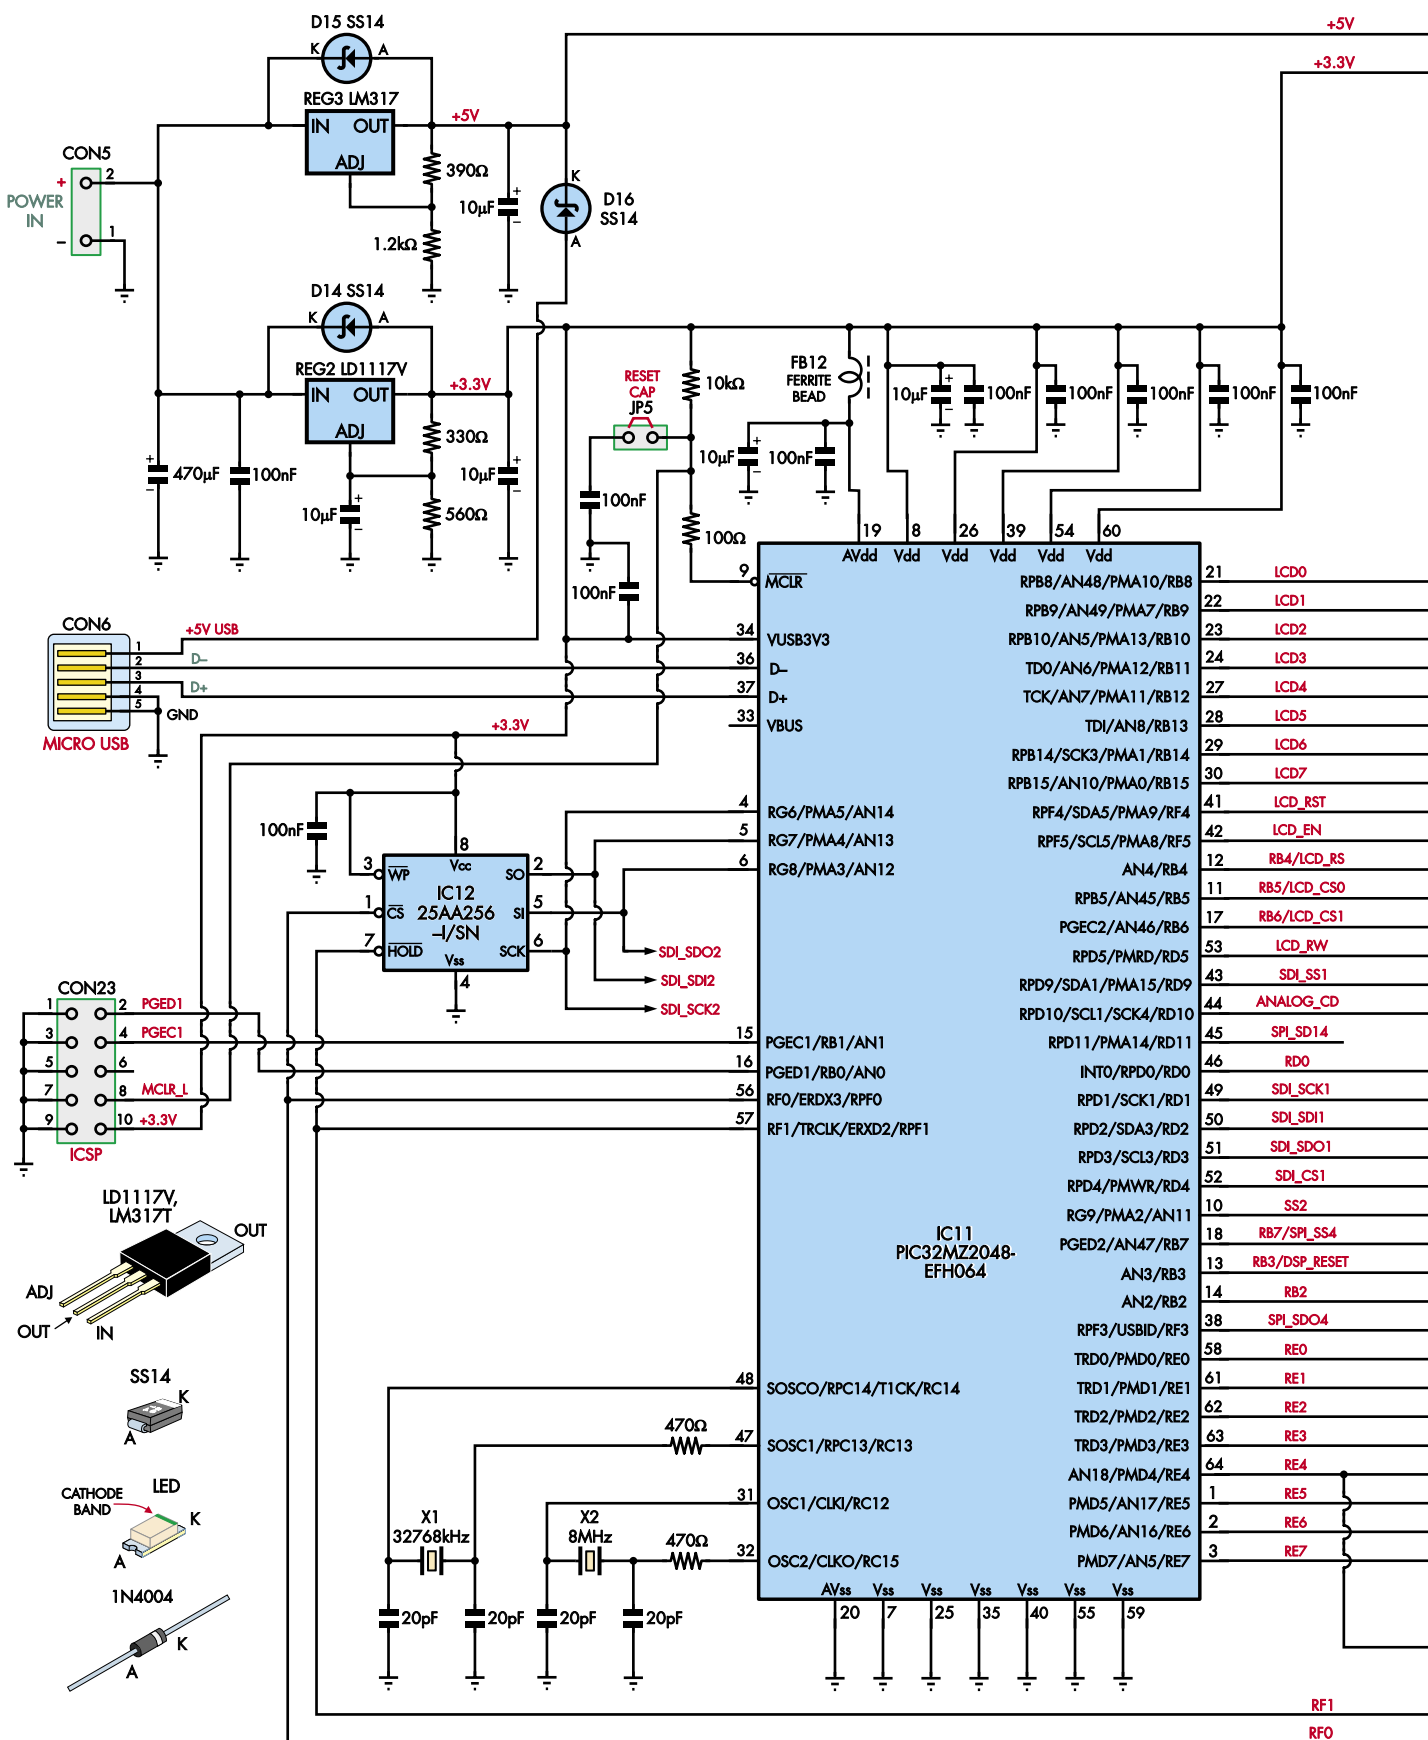 D15 SS14
K
A
+5V
+3.3V
REG3 LM317
IN
OUT
ADJ
+5V
CON5
2
+
POWER
IN
–
1
390Ω
1.2kΩ
10µF
+
–
K
D16
SS14
A
D14 SS14
K
A
REG2 LD1117V
IN
OUT
ADJ
+3.3V
330Ω
560Ω
+
470µF
–
100nF
10µF
+
–
10µF
+
–
RESET
CAP
JP5
10kΩ
100nF
100Ω
100nF
FB12
FERRITE
BEAD
10µF
+
–
100nF
10µF
+
–
100nF
100nF
100nF
100nF
100nF
19
8
26
39
54
60
AVdd
Vdd
Vdd
Vdd
Vdd
Vdd
CON6
1
2
3
4
5
+5V USB
D–
D+
GND
MICRO USB
+3.3V
9
MCLR
34
VUSB3V3
36
D–
37
D+
33
VBUS
4
RG6/PMA5/AN14
5
RG7/PMA4/AN13
6
RG8/PMA3/AN12
100nF
8
Vcc
3
WP
SO
2
IC12
25AA256
–I/SN
1
CS
SI
5
7
HOLD
SCK
6
Vss
4
SDI_SDO2
SDI_SDI2
SDI_SCK2
CON23
1
2
PGED1
3
4
PGEC1
5
6
7
8
MCLR_L
9
10
+3.3V
ICSP
15
PGEC1/RB1/AN1
16
PGED1/RB0/AN0
56
RF0/ERDX3/RPF0
57
RF1/TRCLK/ERXD2/RPF1
IC11
PIC32MZ2048-
EFH064
48
SOSCO/RPC14/T1CK/RC14
470Ω
47
SOSC1/RPC13/RC13
31
OSC1/CLKI/RC12
470Ω
32
OSC2/CLKO/RC15
X1
32768kHz
X2
8MHz
20pF
20pF
20pF
20pF
RPB8/AN48/PMA10/RB8
21
LCD0
RPB9/AN49/PMA7/RB9
22
LCD1
RPB10/AN5/PMA13/RB10
23
LCD2
TD0/AN6/PMA12/RB11
24
LCD3
TCK/AN7/PMA11/RB12
27
LCD4
TDI/AN8/RB13
28
LCD5
RPB14/SCK3/PMA1/RB14
29
LCD6
RPB15/AN10/PMA0/RB15
30
LCD7
RPF4/SDA5/PMA9/RF4
41
LCD_RST
RPF5/SCL5/PMA8/RF5
42
LCD_EN
AN4/RB4
12
RB4/LCD_RS
RPB5/AN45/RB5
11
RB5/LCD_CS0
PGEC2/AN46/RB6
17
RB6/LCD_CS1
RPD5/PMRD/RD5
53
LCD_RW
RPD9/SDA1/PMA15/RD9
43
SDI_SS1
RPD10/SCL1/SCK4/RD10
44
ANALOG_CD
RPD11/PMA14/RD11
45
SPI_SD14
INT0/RPD0/RD0
46
RD0
RPD1/SCK1/RD1
49
SDI_SCK1
RPD2/SDA3/RD2
50
SDI_SDI1
RPD3/SCL3/RD3
51
SDI_SDO1
RPD4/PMWR/RD4
52
SDI_CS1
RG9/PMA2/AN11
10
SS2
PGED2/AN47/RB7
18
RB7/SPI_SS4
AN3/RB3
13
RB3/DSP_RESET
AN2/RB2
14
RB2
RPF3/USBID/RF3
38
SPI_SDO4
TRD0/PMD0/RE0
58
RE0
TRD1/PMD1/RE1
61
RE1
TRD2/PMD2/RE2
62
RE2
TRD3/PMD3/RE3
63
RE3
AN18/PMD4/RE4
64
RE4
PMD5/AN17/RE5
1
RE5
PMD6/AN16/RE6
2
RE6
PMD7/AN5/RE7
3
RE7
AVss
Vss
Vss
Vss
Vss
Vss
Vss
20
7
25
35
40
55
59
RF1
RF0
LD1117V,
LM317T
OUT
ADJ
OUT
IN
SS14
K
A
LED
CATHODE
BAND
K
A
1N4004
K
A